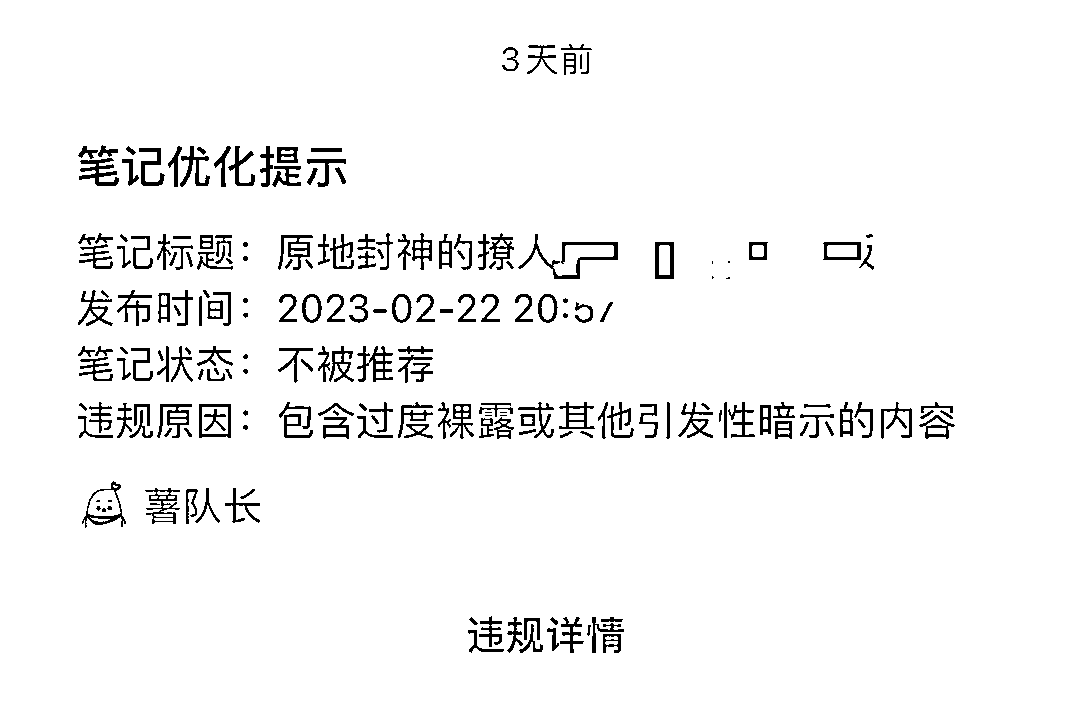 3天前
笔记优化提示
笔记标题：原地封神的撩人
发布时间：2023-02-22 20:57
笔记状态：不被推荐
违规原因：包含过度裸露或其他引发性暗示的内容
薯队长
违规详情